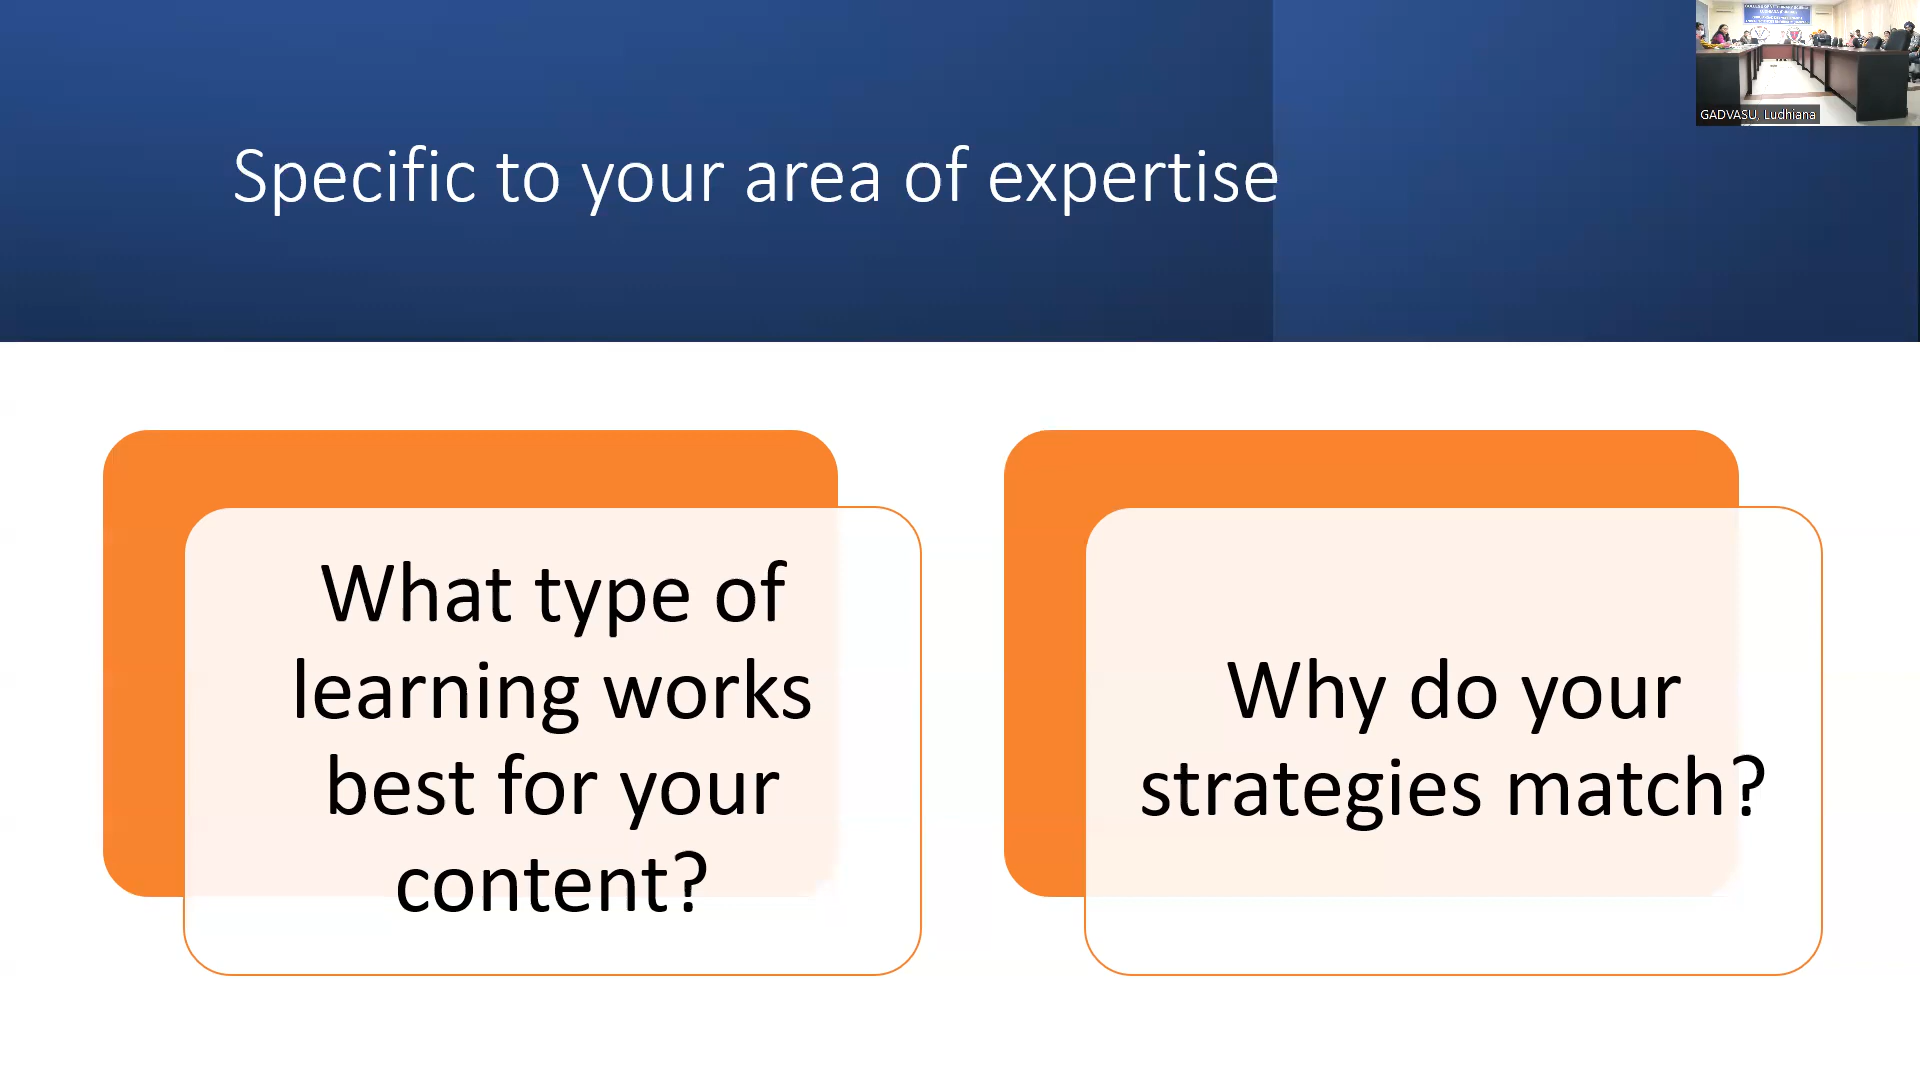 GADVASU, Ludhiana
Specific to your area of expertise
What type of
learning works
best for your
content?
Why do your
strategies match?